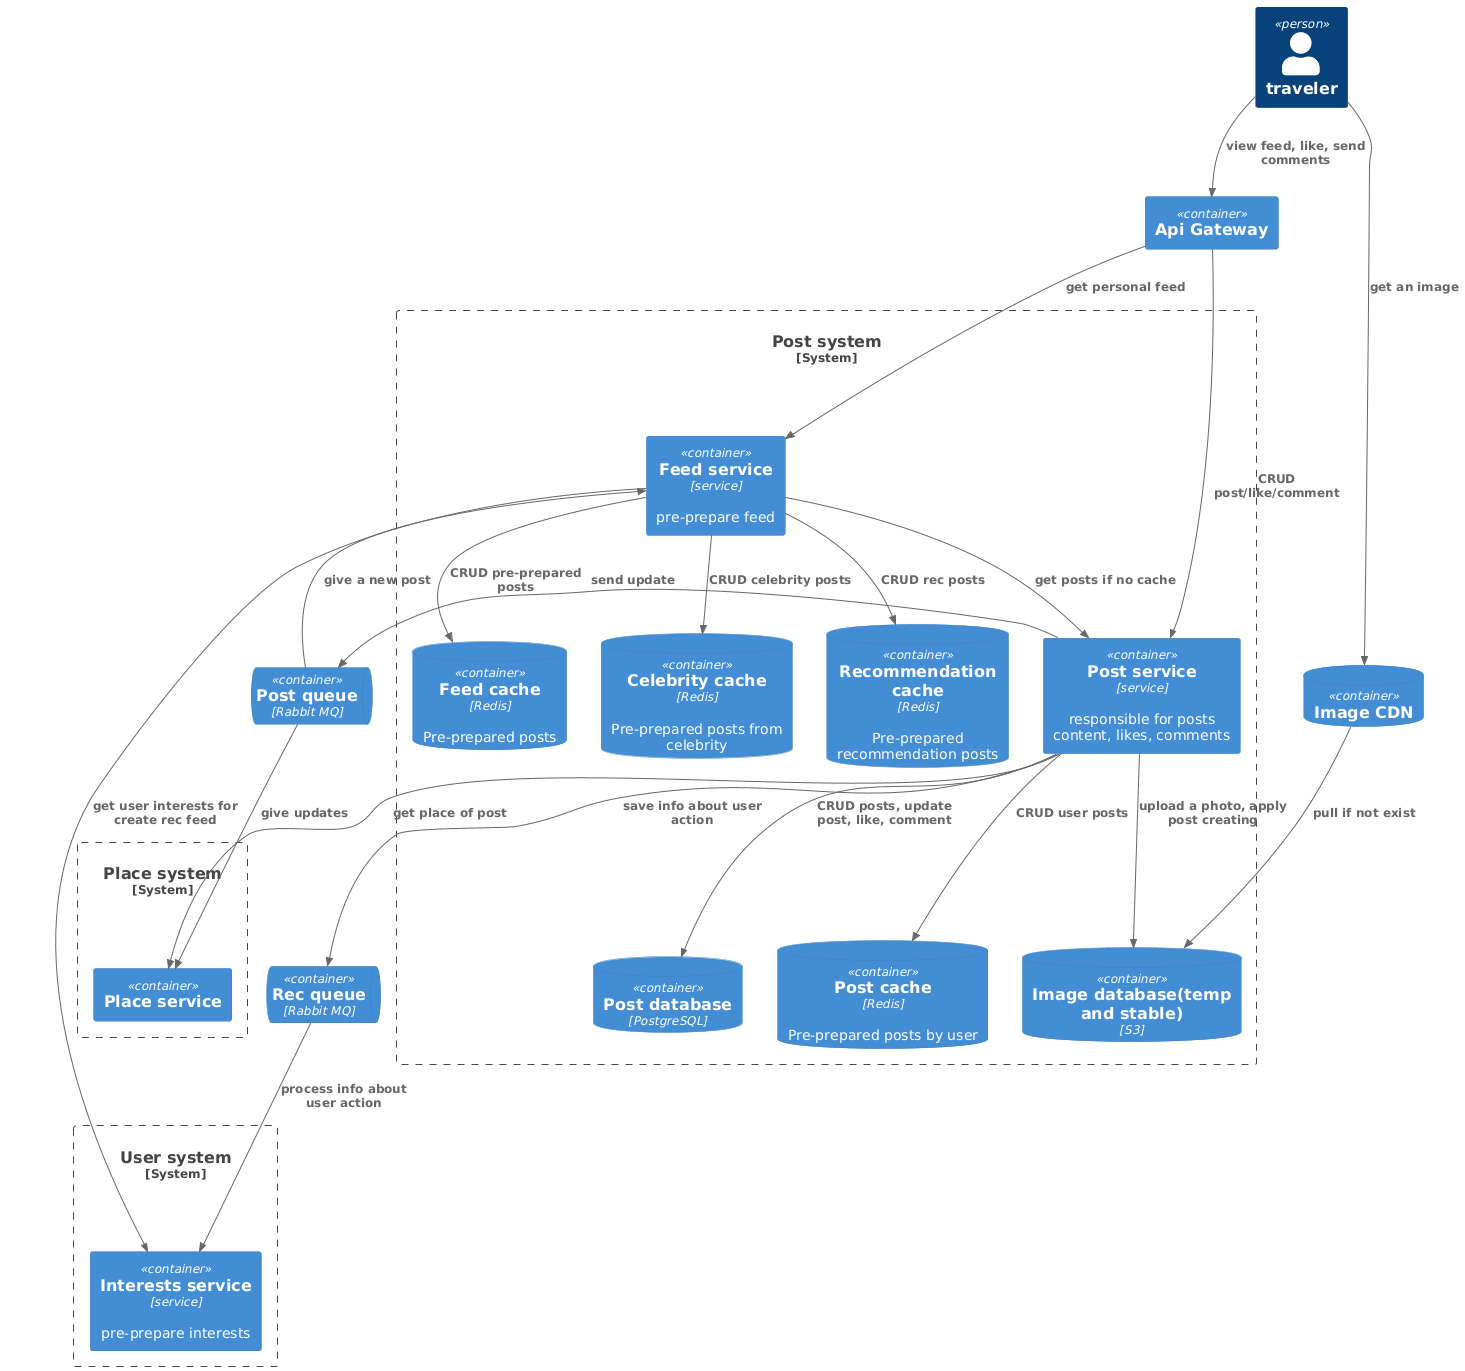 «person»
traveler
view feed, like, send
comments
«container»
Api Gateway
get personal feed
get an image
Post system
[System]
«container»
Feed service
[service]
pre-prepare feed
CRUD
post/like/comment
give a new post
CRUD pre-prepared
posts
send update
CRUD celebrity posts
CRUD rec posts
get posts if no cache
«container»
Post queue
[Rabbit MQ]
«container»
Feed cache
[Redis]
Pre-prepared posts
«container»
Celebrity cache
[Redis]
Pre-prepared posts from
celebrity
«container»
Recommendation
cache
[Redis]
Pre-prepared
recommendation posts
«container»
Post service
[service]
responsible for posts
content, likes, comments
«container»
Image CDN
get user interests for
create rec feed
give updates
get place of post
save info about user
action
CRUD posts, update
post, like, comment
CRUD user posts
upload a photo, apply
post creating
pull if not exist
Place system
[System]
«container»
Place service
«container»
Rec queue
[Rabbit MQ]
«container»
Post database
[PostgreSQL]
«container»
Post cache
[Redis]
Pre-prepared posts by user
«container»
Image database(temp
and stable)
[S3]
process info about
user action
User system
[System]
«container»
Interests service
[service]
pre-prepare interests